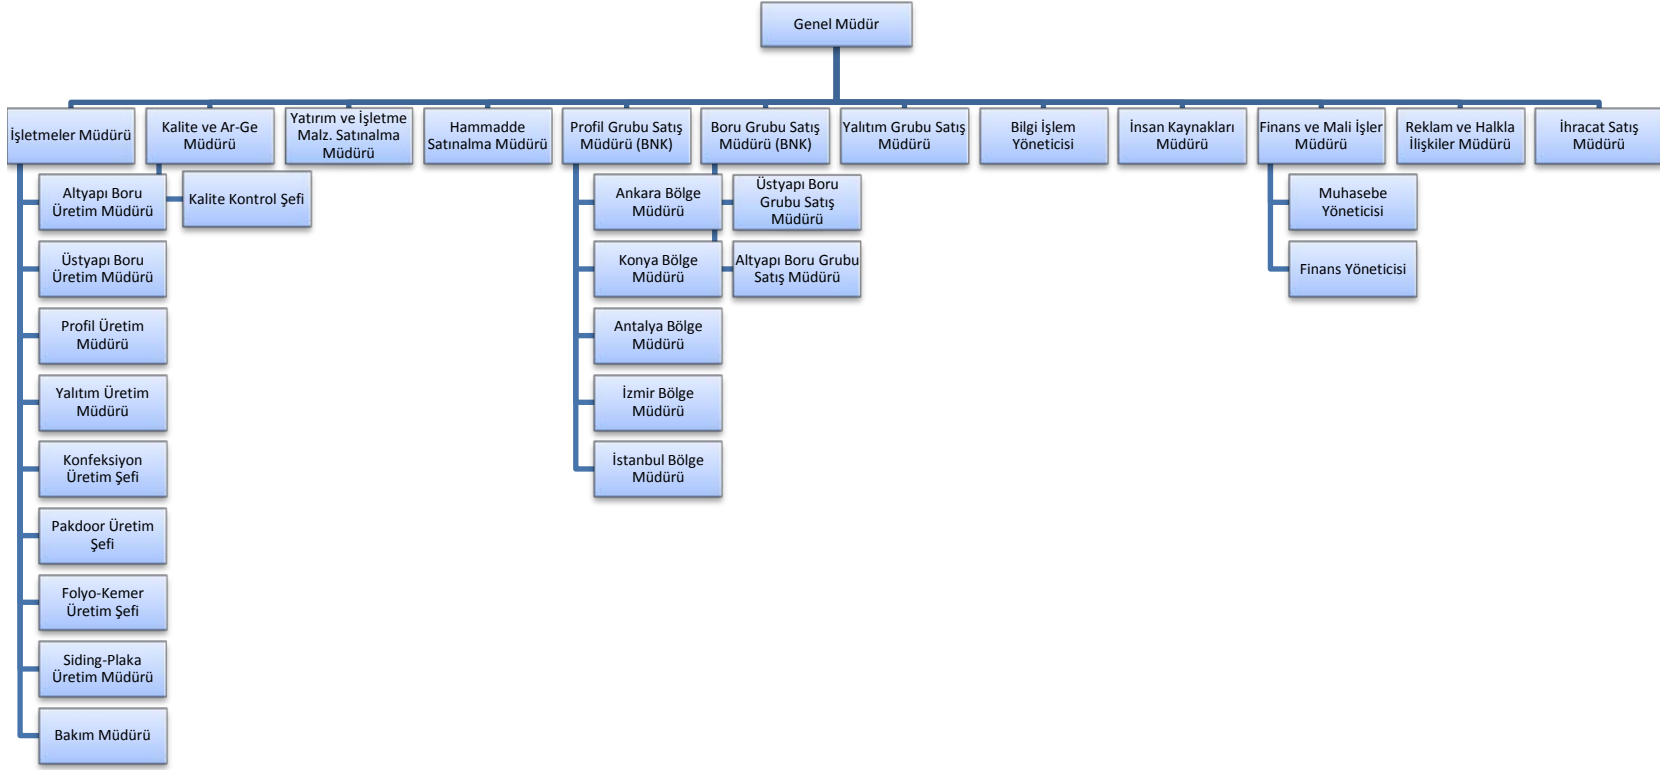 Genel Müdür
İşletmeler Müdürü
Kalite ve Ar-Ge
Müdürü
Yatırım ve İşletme
Malz. Satınalma
Müdürü
Hammadde
Satınalma Müdürü
Profil Grubu Satış
Müdürü (BNK)
Boru Grubu Satış
Müdürü (BNK)
Yalıtım Grubu Satış
Müdürü
Bilgi İşlem
Yöneticisi
İnsan Kaynakları
Müdürü
Finans ve Mali İşler
Müdürü
Reklam ve Halkla
İlişkiler Müdürü
İhracat Satış
Müdürü
Altyapı Boru
Üretim Müdürü
Üstyapı Boru
Üretim Müdürü
Profil Üretim
Müdürü
Yalıtım Üretim
Müdürü
Konfeksiyon
Üretim Şefi
Pakdoor Üretim
Şefi
Folyo-Kemer
Üretim Şefi
Siding-Plaka
Üretim Müdürü
Bakım Müdürü
Kalite Kontrol Şefi
Ankara Bölge
Müdürü
Konya Bölge
Müdürü
Antalya Bölge
Müdürü
İzmir Bölge
Müdürü
İstanbul Bölge
Müdürü
Üstyapı Boru
Grubu Satış
Müdürü
Altyapı Boru Grubu
Satış Müdürü
Muhasebe
Yöneticisi
Finans Yöneticisi